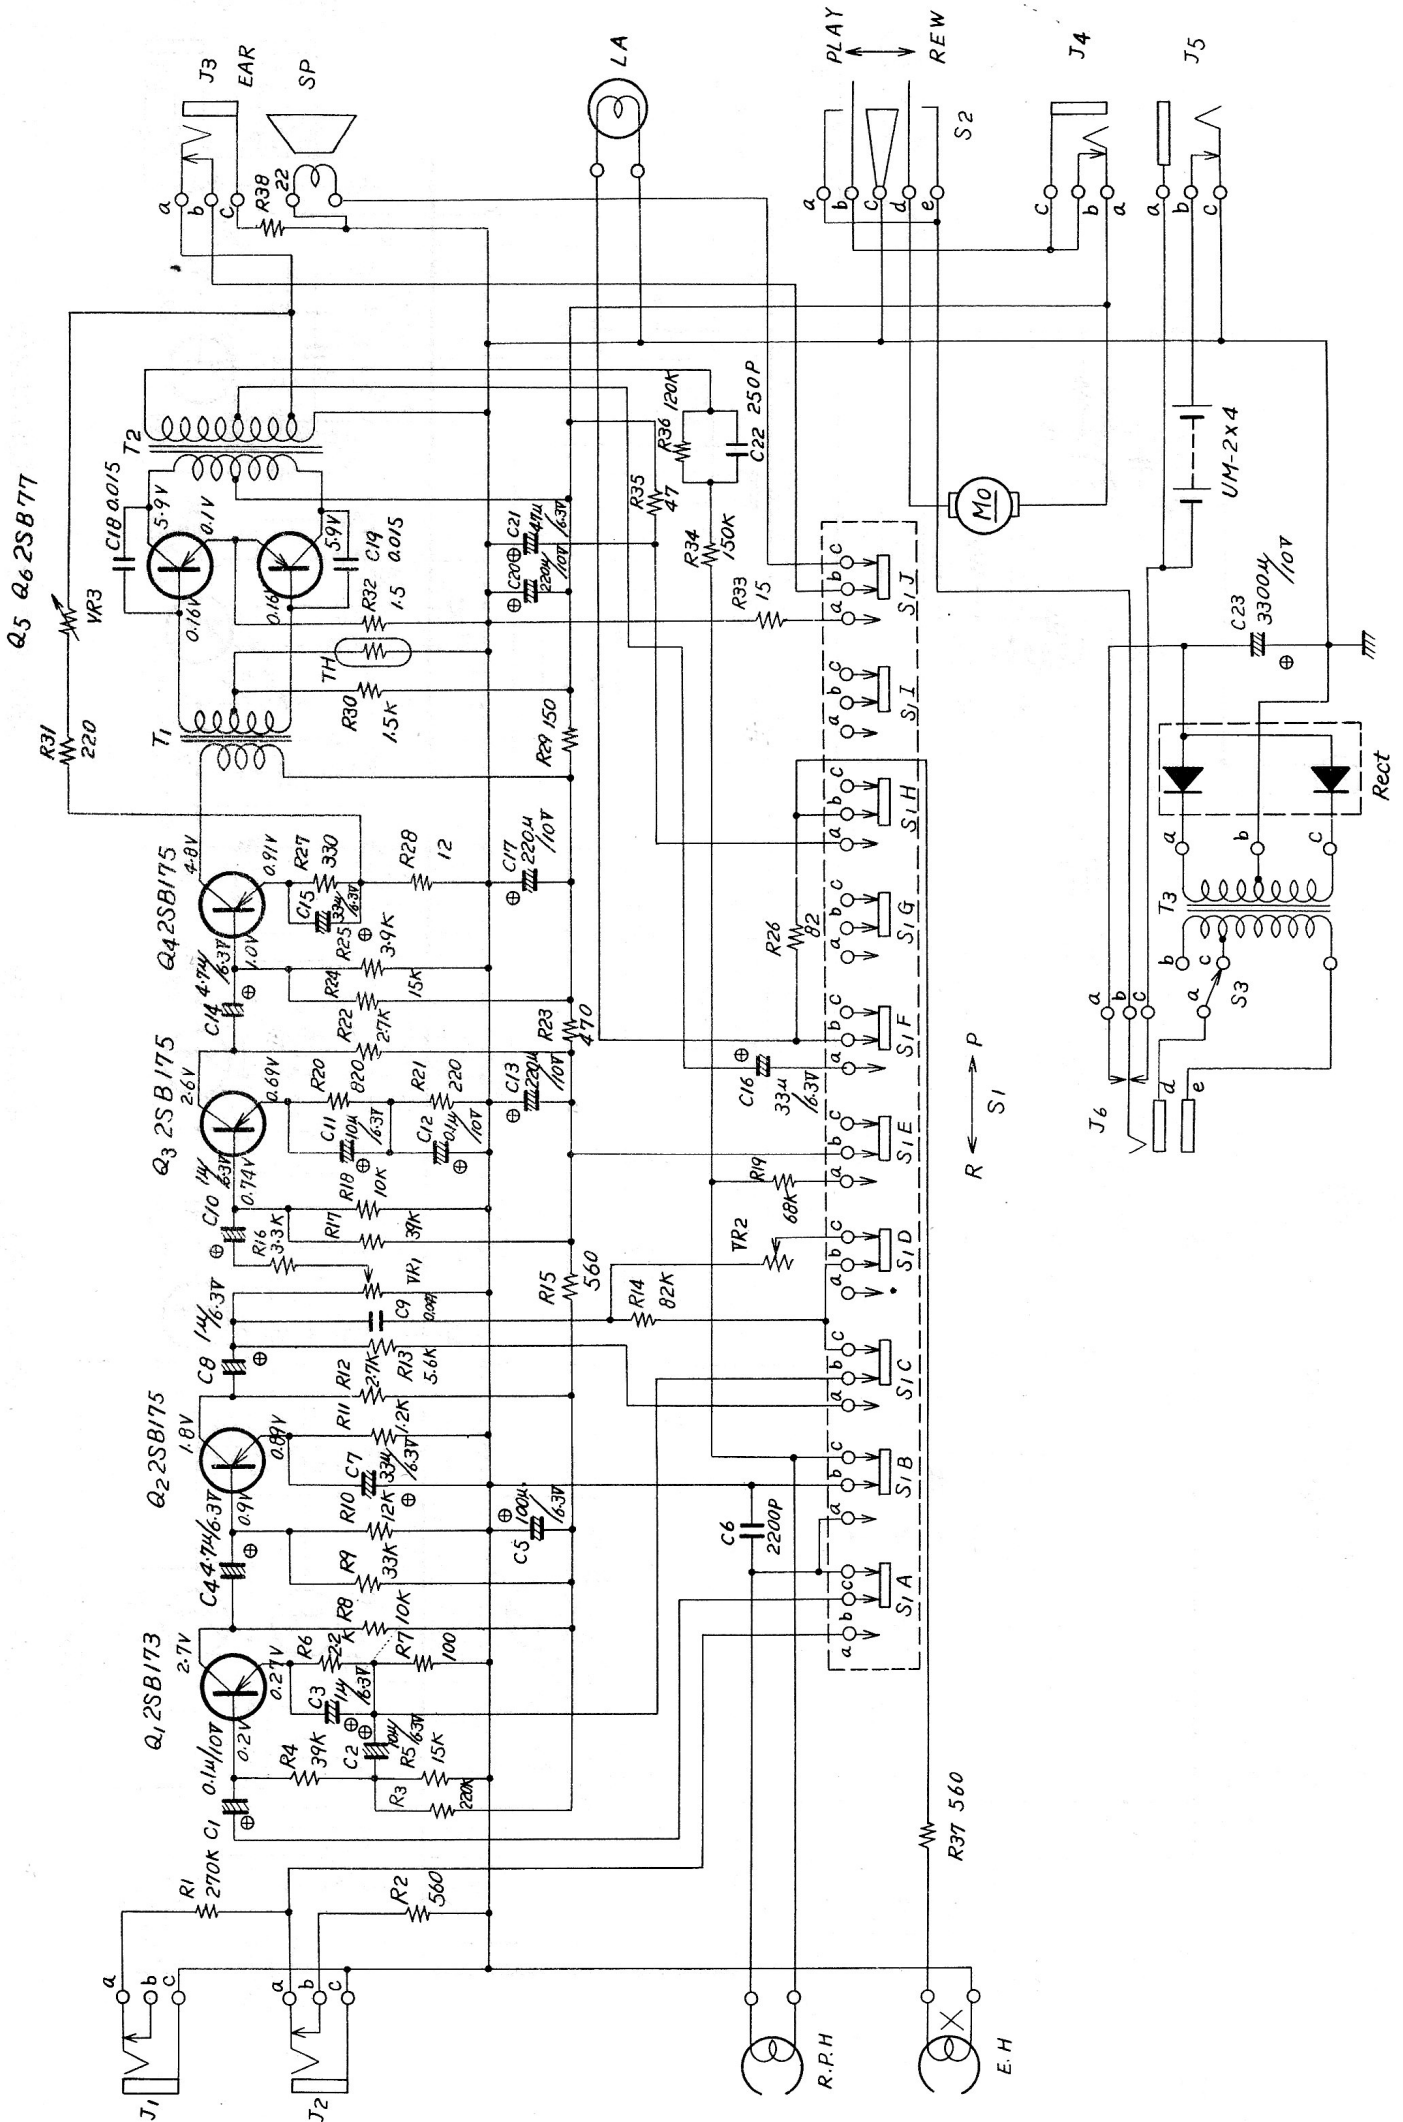 Q5 Q6 2SB77
R31
220
VR3
C18 0.015
T2
T1
5.9V
0.1V
0.16V
0.16V
5.9V
C19
0.015
R32
1.5
TH
R30
1.5K
J3
EAR
SP
a
b
c
R38
22
LA
Q4 2SB175
4.8V
0.91V
1.0V
C14 4.7μ/6.3V
R27
330
C15
33μ/6.3V
R28
12
R25
3.9K
R24
15K
C17
220μ/10V
R29 150
C20
220μ/10V
C21
47μ/6.3V
R35
47
R36
120K
C22 250P
R34
150K
R33
15
Q3 2SB175
2.6V
0.69V
0.74V
C10 1μ/6.3V
R22
2.7K
R20
820
R21
220
C11
10μ/6.3V
C12
0.1μ/10V
C13
220μ/10V
R23
470
R18
10K
R17
39K
R16
3.3K
VR1
C9
R15
560
R14
82K
VR2
R19
68K
C16
33μ/6.3V
R26
82
Q2 2SB175
1.8V
0.89V
0.9V
C8 1μ/6.3V
R13
5.6K
R12
2.7K
R11
1.2K
C7
33μ/6.3V
R10
12K
R9
33K
C5
100μ/6.3V
C4 4.7μ/6.3V
C6
2200P
Q1 2SB173
2.7V
0.27V
0.2V
0.1μ/10V
C1
R8
10K
R6
2.2K
R7
100
C3
1μ/6.3V
C2
10μ/6.3V
R4
39K
R5
15K
R3
220K
R1
270K
R2
560
J1
a
b
c
J2
a
b
c
R.P.H
E.H
X
R37 560
a
b
c
S1A
a
b
c
S1B
a
b
c
S1C
a
b
c
S1D
a
b
c
S1E
a
b
c
S1F
a
b
c
S1G
a
b
c
S1H
a
b
c
S1I
a
b
c
S1J
R P
S1
PLAY
REW
S2
a
b
c
d
e
J4
c
b
a
J5
a
b
c
Mo
UM-2x4
C23
3300μ/10V
Rect
a
b
c
T3
b
c
a
S3
J6
a
b
c
d
e